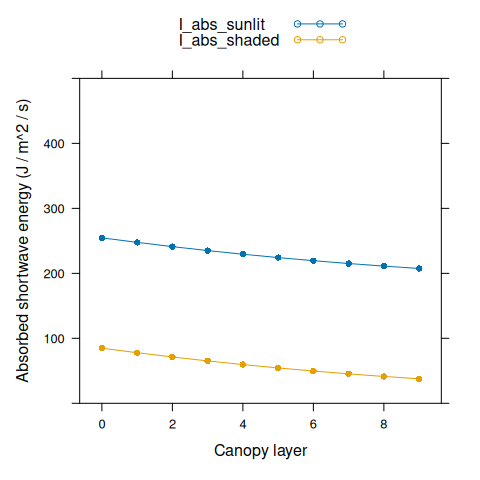 I_abs_sunlit
I_abs_shaded
Absorbed shortwave energy (J / m^2 / s)
400
300
200
100
0 2 4 6 8
Canopy layer